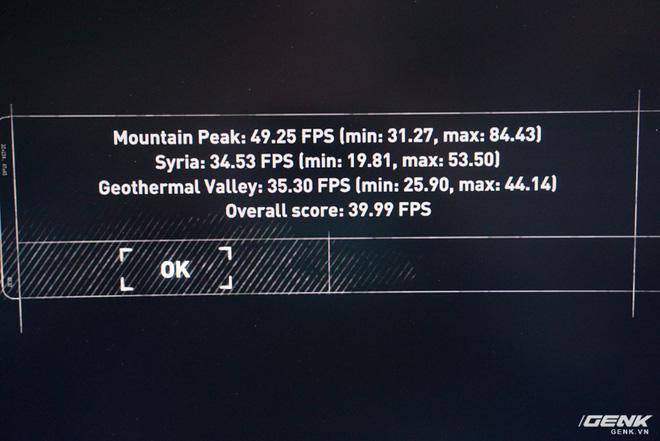 Mountain Peak: 49.25 FPS (min: 31.27, max: 84.43)
Syria: 34.53 FPS (min: 19.81, max: 53.50)
Geothermal Valley: 35.30 FPS (min: 25.90, max: 44.14)
Overall score: 39.99 FPS
OK
/GENK
GENK.VN